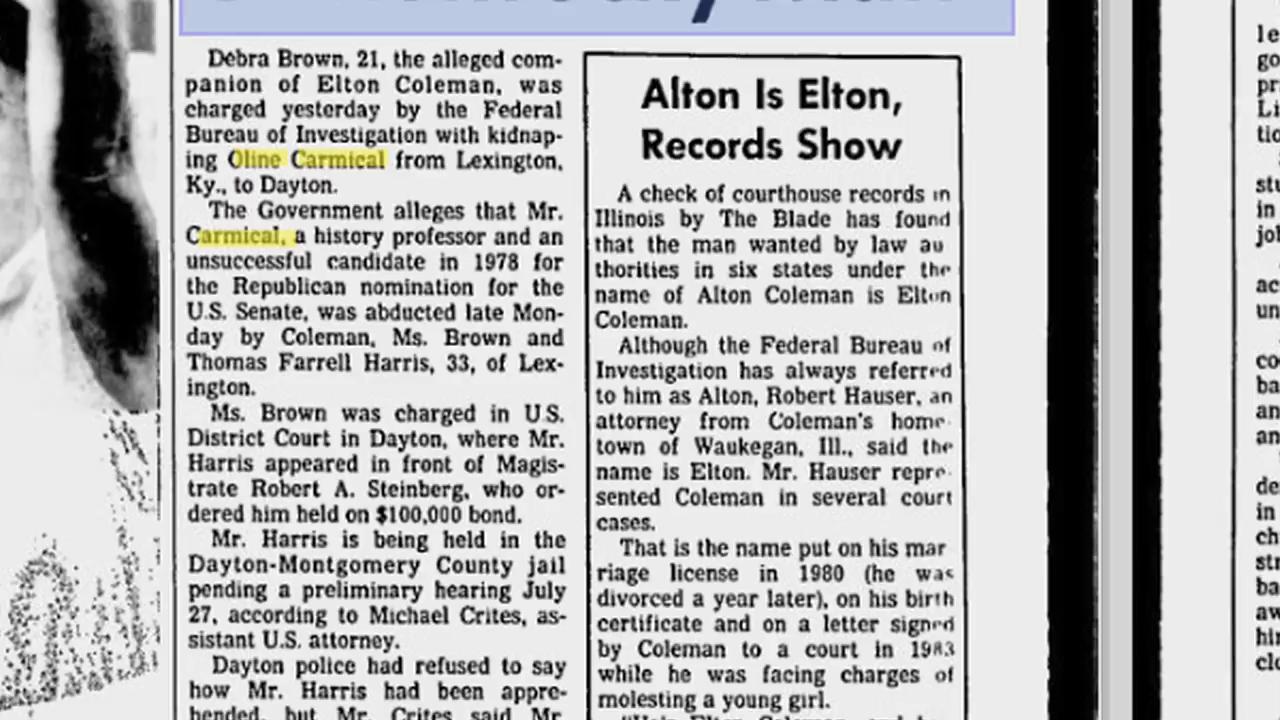 Debra Brown, 21, the alleged com-
panion of Elton Coleman, was
charged yesterday by the Federal
Bureau of Investigation with kidnap-
ing Oline Carmical from Lexington,
Ky., to Dayton.
The Government alleges that Mr.
Carmical, a history professor and an
unsuccessful candidate in 1978 for
the Republican nomination for the
U.S. Senate, was abducted late Mon-
day by Coleman, Ms. Brown and
Thomas Farrell Harris, 33, of Lex-
ington.
Ms. Brown was charged in U.S.
District Court in Dayton, where Mr.
Harris appeared in front of Magis-
trate Robert A. Steinberg, who or-
dered him held on $100,000 bond.
Mr. Harris is being held in the
Dayton-Montgomery County jail
pending a preliminary hearing July
27, according to Michael Crites, as-
sistant U.S. attorney.
Dayton police had refused to say
how Mr. Harris had been appre-
hended, but Mr. Crites said Mr.
Alton Is Elton,
Records Show
A check of courthouse records in
Illinois by The Blade has found
that the man wanted by law au
thorities in six states under the
name of Alton Coleman is Elton
Coleman.
Although the Federal Bureau of
Investigation has always referred
to him as Alton, Robert Hauser, an
attorney from Coleman's home-
town of Waukegan, Ill., said the
name is Elton. Mr. Hauser repre-
sented Coleman in several court
cases.
That is the name put on his mar
riage license in 1980 (he was
divorced a year later), on his birth
certificate and on a letter signed
by Coleman to a court in 1983
while he was facing charges of
molesting a young girl.